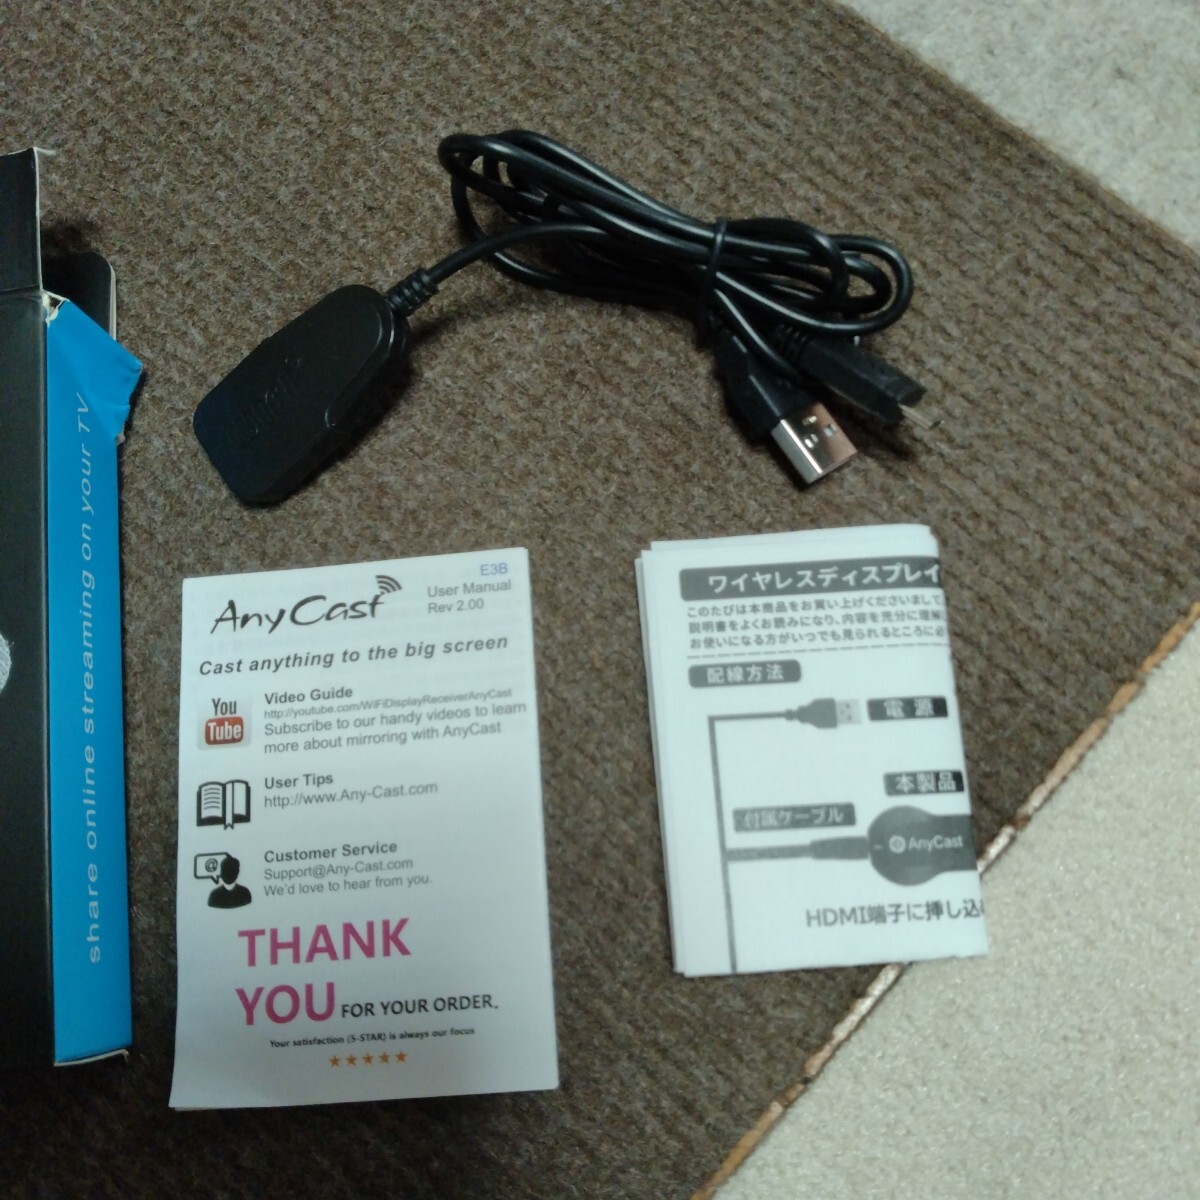 share online streaming on your TV
AnyCast
E3B
User Manual
Rev 2.00
Cast anything to the big screen
You
Tube
Video Guide
http://youtube.com/WiFiDisplayReceiverAnyCast
Subscribe to our handy videos to learn
more about mirroring with AnyCast
User Tips
http://www.Any-Cast.com
@
Customer Service
Support@Any-Cast.com
We'd love to hear from you.
THANK
YOU FOR YOUR ORDER.
Your satisfaction (5-STAR) is always our focus
ワイヤレスディスプレイ
このたびは本商品をお買い上げくださいまして
説明書をよくお読みになり、内容を充分に理解
お使いになる方がいつでも見られるところに必
配線方法
電源
本製品
付属ケーブル
AnyCast
HDMI端子に挿し込